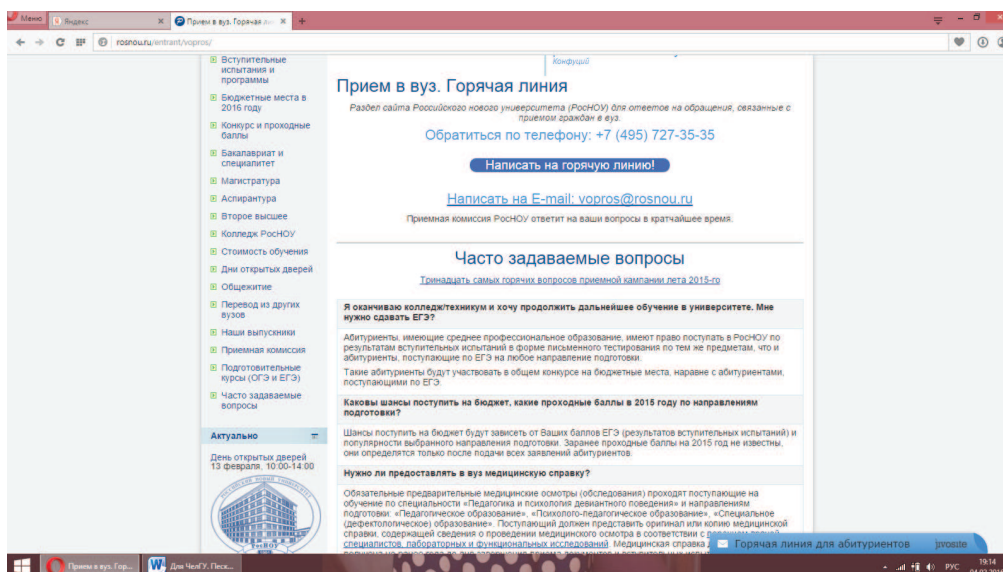 Меню
Яндекс
Прием в вуз. Горячая ли
rosnou.ru/entrant/vopros/
Вступительные
испытания и
программы
Бюджетные места в
2016 году
Конкурс и проходные
баллы
Бакалавриат и
специалитет
Магистратура
Аспирантура
Второе высшее
Колледж РосНОУ
Стоимость обучения
Дни открытых дверей
Общежитие
Перевод из других
вузов
Наши выпускники
Приемная комиссия
Подготовительные
курсы (ОГЭ и ЕГЭ)
Часто задаваемые
вопросы
Актуально
День открытых дверей
13 февраля, 10:00-14:00
Конфуций
Прием в вуз. Горячая линия
Раздел сайта Российского нового университета (РосНОУ) для ответов на обращения, связанные с
приемом граждан в вуз.
Обратиться по телефону: +7 (495) 727-35-35
Написать на горячую линию!
Написать на E-mail: vopros@rosnou.ru
Приемная комиссия РосНОУ ответит на ваши вопросы в кратчайшее время.
Часто задаваемые вопросы
Тринадцать самых горячих вопросов приемной кампании лета 2015-го
Я оканчиваю колледж/техникум и хочу продолжить дальнейшее обучение в университете. Мне
нужно сдавать ЕГЭ?
Абитуриенты, имеющие среднее профессиональное образование, имеют право поступать в РосНОУ по
результатам вступительных испытаний в форме письменного тестирования по тем же предметам, что и
абитуриенты, поступающие по ЕГЭ на любое направление подготовки.
Такие абитуриенты будут участвовать в общем конкурсе на бюджетные места, наравне с абитуриентами,
поступающими по ЕГЭ.
Каковы шансы поступить на бюджет, какие проходные баллы в 2015 году по направлениям
подготовки?
Шансы поступить на бюджет будут зависеть от Ваших баллов ЕГЭ (результатов вступительных испытаний) и
популярности выбранного направления подготовки. Заранее проходные баллы на 2015 год не известны,
они определятся только после подачи всех заявлений абитуриентов.
Нужно ли предоставлять в вуз медицинскую справку?
Обязательные предварительные медицинские осмотры (обследования) проходят поступающие на
обучение по специальности «Педагогика и психология девиантного поведения» и направлениям
подготовки: «Педагогическое образование», «Психолого-педагогическое образование», «Специальное
(дефектологическое) образование». Поступающий должен представить оригинал или копию медицинской
справки, содержащей сведения о проведении медицинского осмотра в соответствии с
специалистов, лабораторных и функциональных исследований. Медицинская справка
Горячая линия для абитуриентов jivosite
Прием в вуз. Гор...
Для ЧелГУ. Песк...
РУС
19:14